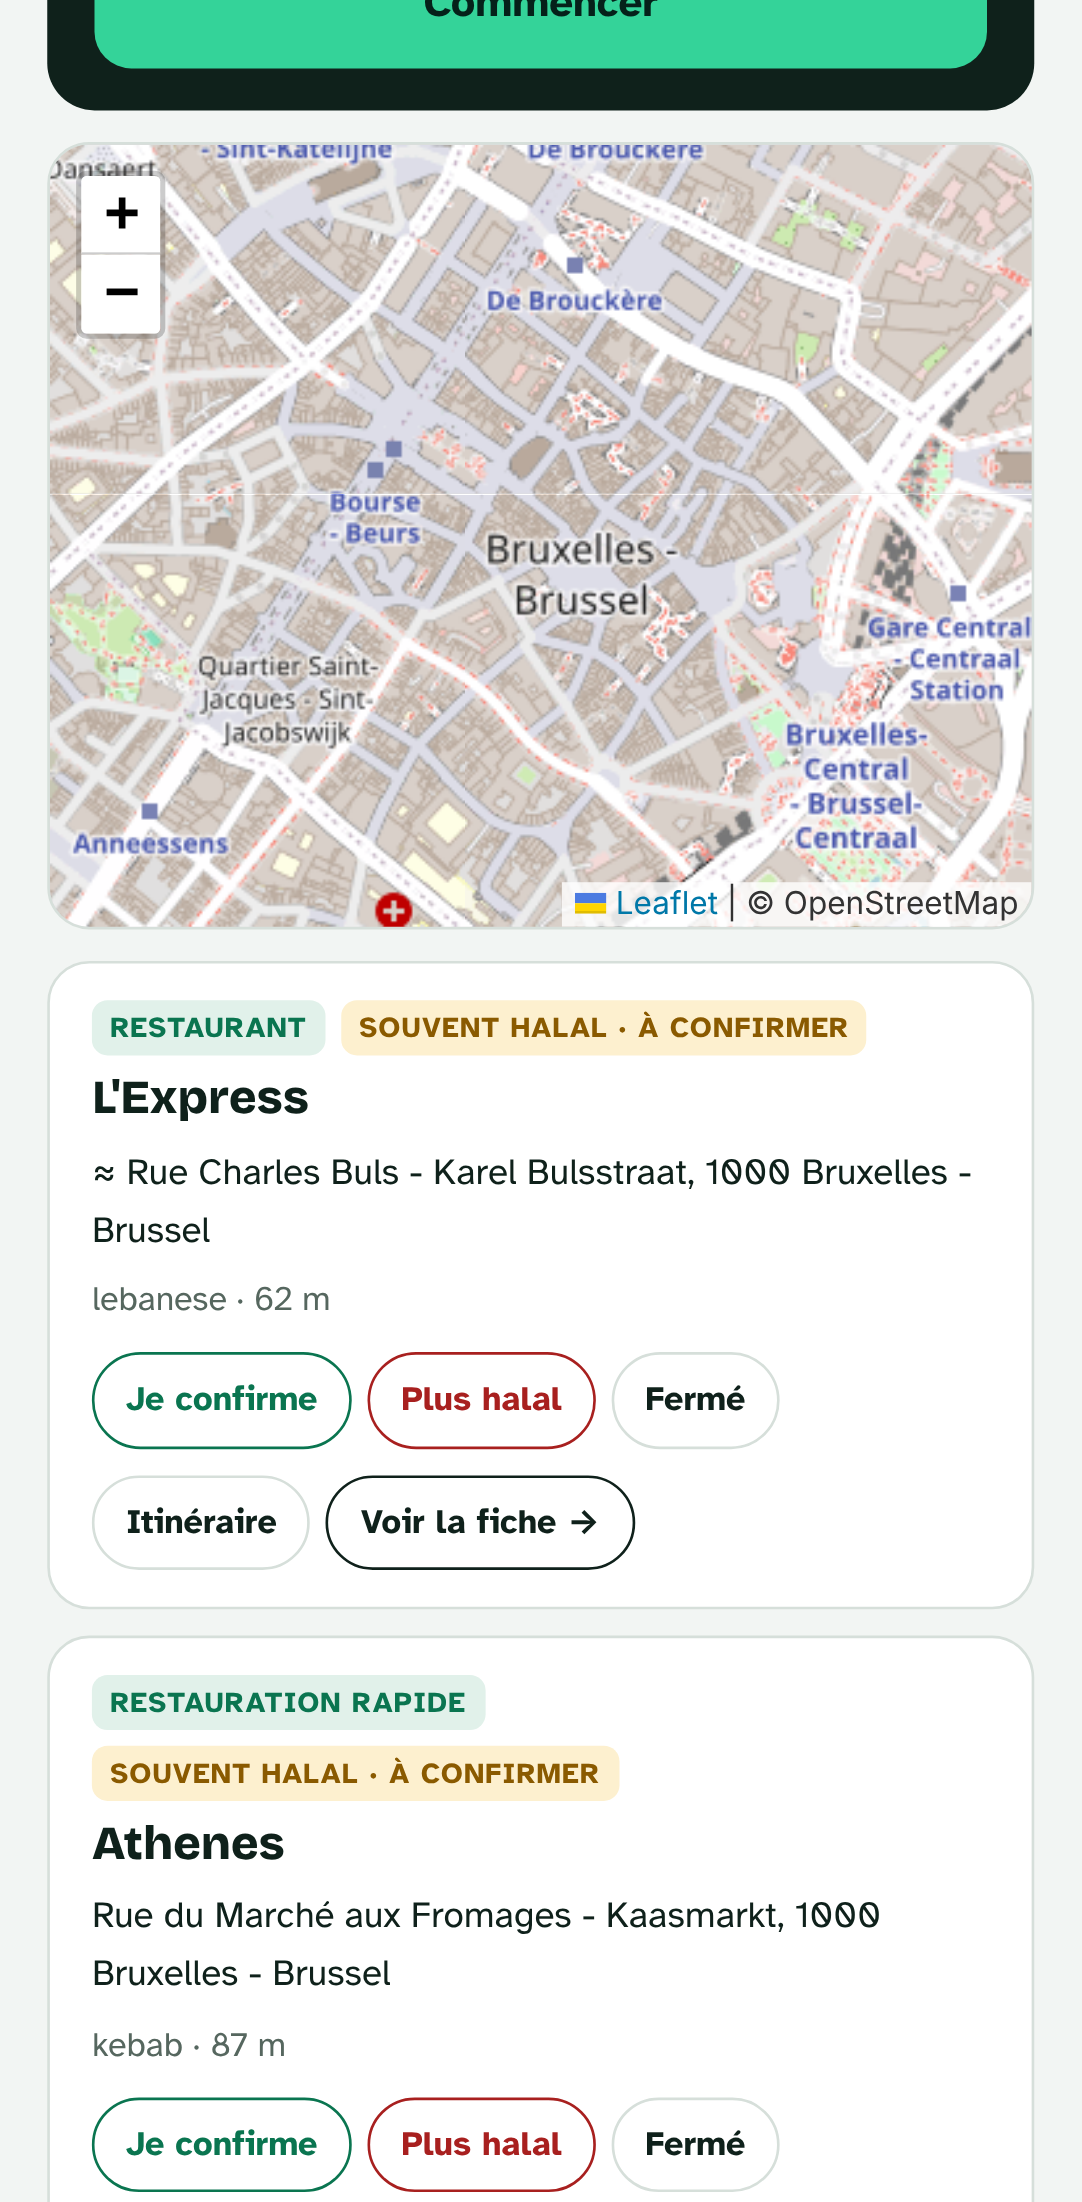 Commencer
- Sint-Katelijne
De Brouckère
Dansaert
+
−
De Brouckère
Bourse
- Beurs
Bruxelles -
Brussel
Gare Central
- Centraal
Station
Quartier Saint-
Jacques - Sint-
Jacobswijk
Bruxelles-
Central
- Brussel-
Centraal
Anneessens
Leaflet | © OpenStreetMap
RESTAURANT SOUVENT HALAL · À CONFIRMER
L'Express
≈ Rue Charles Buls - Karel Bulsstraat, 1000 Bruxelles -
Brussel
lebanese · 62 m
Je confirme Plus halal Fermé
Itinéraire Voir la fiche →
RESTAURATION RAPIDE
SOUVENT HALAL · À CONFIRMER
Athenes
Rue du Marché aux Fromages - Kaasmarkt, 1000
Bruxelles - Brussel
kebab · 87 m
Je confirme Plus halal Fermé